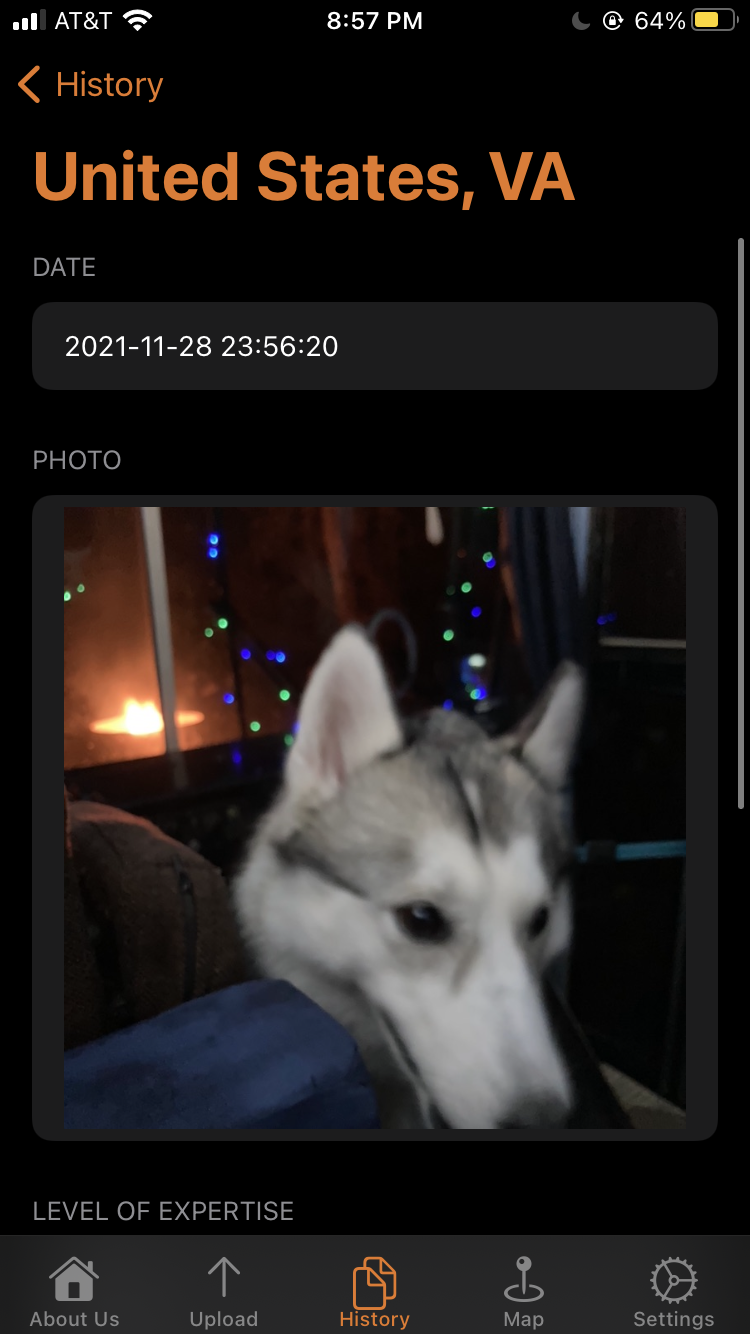 AT&T 8:57 PM 64%
History
United States, VA
DATE
2021-11-28 23:56:20
PHOTO
LEVEL OF EXPERTISE
About Us Upload History Map Settings